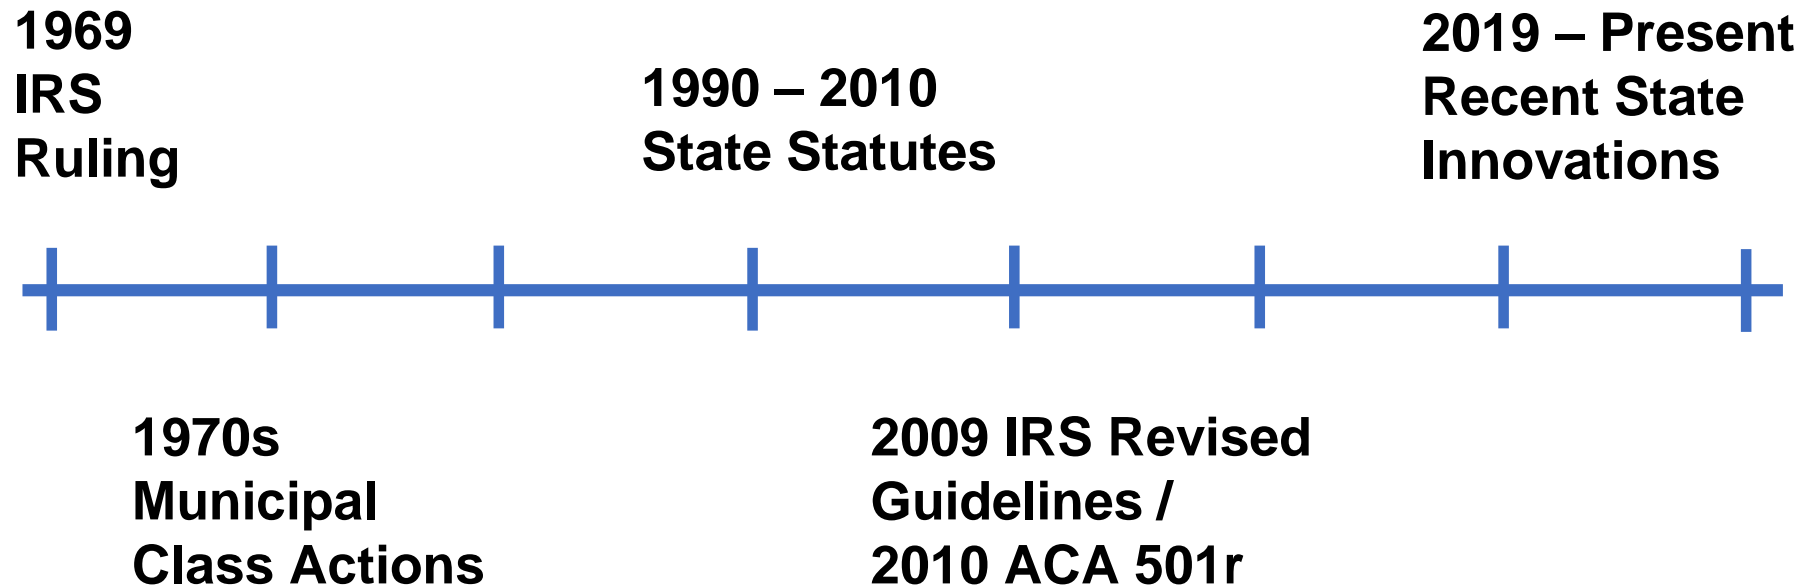 1969
IRS
Ruling
1990 – 2010
State Statutes
2019 – Present
Recent State
Innovations
1970s
Municipal
Class Actions
2009 IRS Revised
Guidelines /
2010 ACA 501r